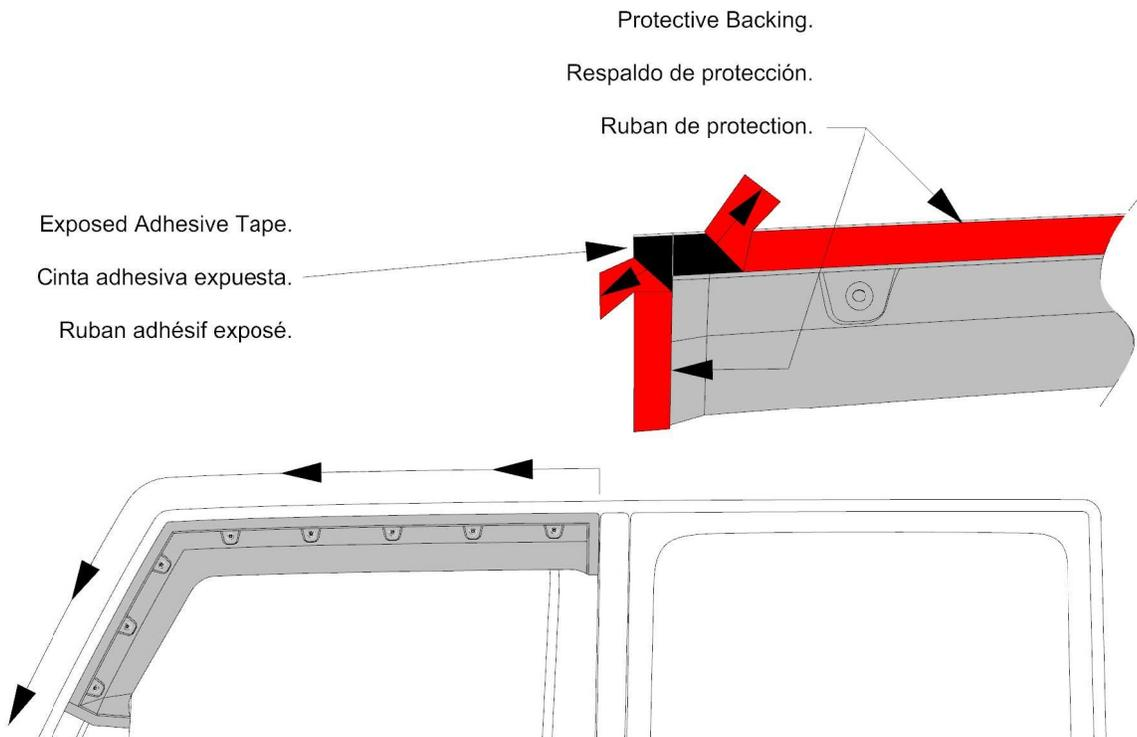 Protective Backing.
Respaldo de protección.
Ruban de protection.
Exposed Adhesive Tape.
Cinta adhesiva expuesta.
Ruban adhésif exposé.